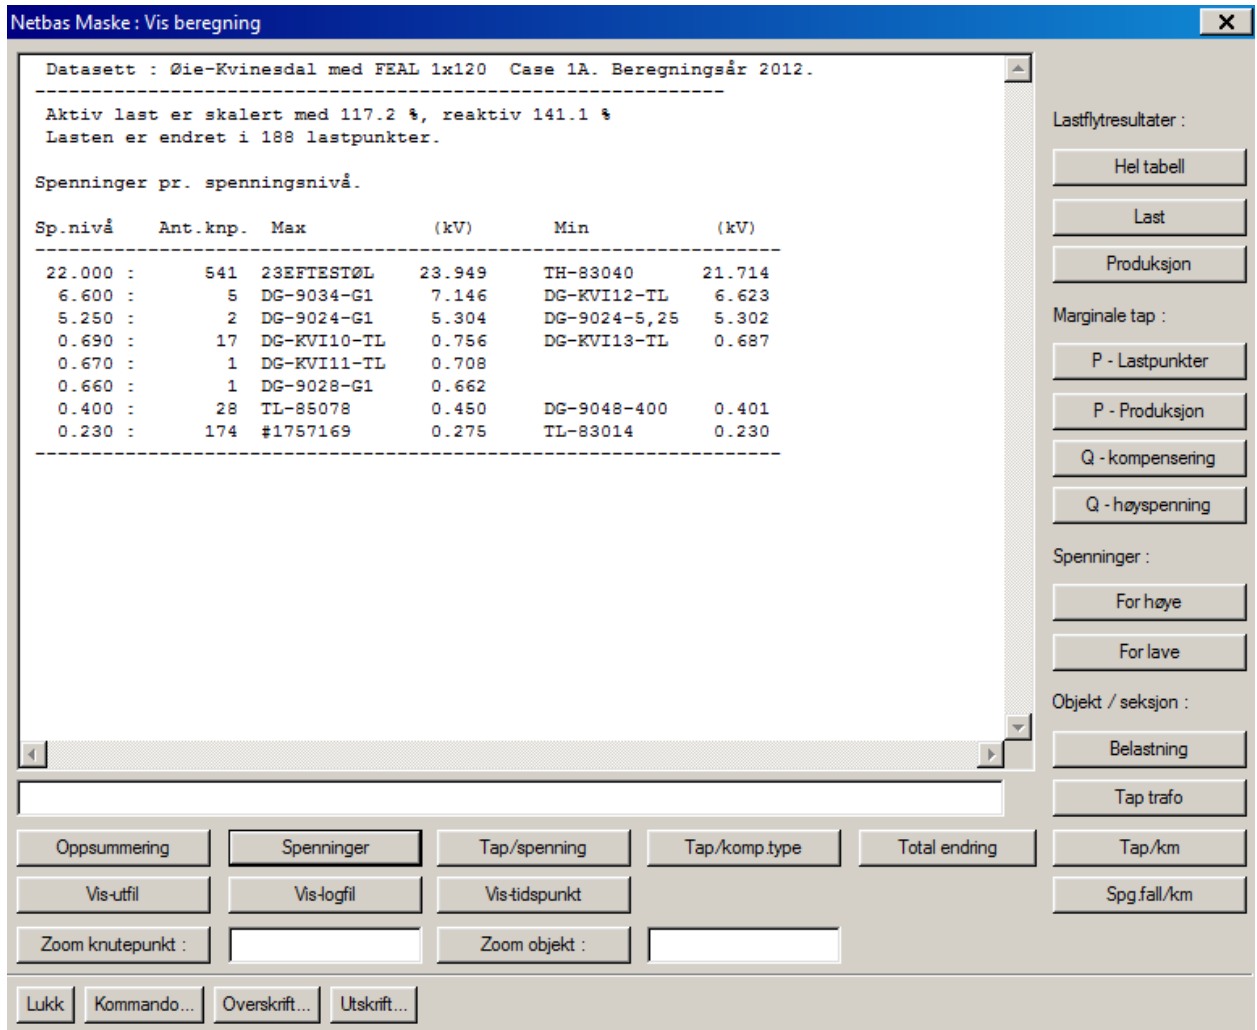 Netbas Maske : Vis beregning
Datasett : Øie-Kvinesdal med FEAL 1x120 Case 1A. Beregningsår 2012.
Aktiv last er skalert med 117.2 %, reaktiv 141.1 %
Lasten er endret i 188 lastpunkter.
Spenninger pr. spenningsnivå.
Sp.nivå Ant.knp. Max (kV) Min (kV)
22.000 : 541 23EFTESTØL 23.949 TH-83040 21.714
6.600 : 5 DG-9034-G1 7.146 DG-KVI12-TL 6.623
5.250 : 2 DG-9024-G1 5.304 DG-9024-5,25 5.302
0.690 : 17 DG-KVI10-TL 0.756 DG-KVI13-TL 0.687
0.670 : 1 DG-KVI11-TL 0.708
0.660 : 1 DG-9028-G1 0.662
0.400 : 28 TL-85078 0.450 DG-9048-400 0.401
0.230 : 174 #1757169 0.275 TL-83014 0.230
Lastflytresultater :
Hel tabell
Last
Produksjon
Marginale tap :
P - Lastpunkter
P - Produksjon
Q - kompensering
Q - høyspenning
Spenninger :
For høye
For lave
Objekt / seksjon :
Belastning
Tap trafo
Oppsummering Spenninger Tap/spenning Tap/komp.type Total endring Tap/km
Vis-utfil Vis-logfil Vis-tidspunkt Spg.fall/km
Zoom knutepunkt : Zoom objekt :
Lukk Kommando... Overskrift... Utskrift...